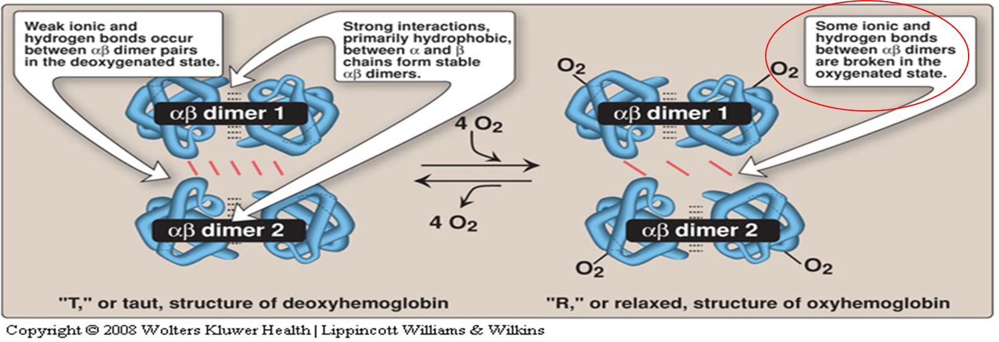 Weak ionic and
hydrogen bonds occur
between αβ dimer pairs
in the deoxygenated state.
Strong interactions,
primarily hydrophobic,
between α and β
chains form stable
αβ dimers.
Some ionic and
hydrogen bonds
between αβ dimers
are broken in the
oxygenated state.
O2
O2
αβ dimer 1
αβ dimer 1
4 O2
4 O2
αβ dimer 2
αβ dimer 2
O2
O2
"T," or taut, structure of deoxyhemoglobin
"R," or relaxed, structure of oxyhemoglobin
Copyright © 2008 Wolters Kluwer Health | Lippincott Williams & Wilkins